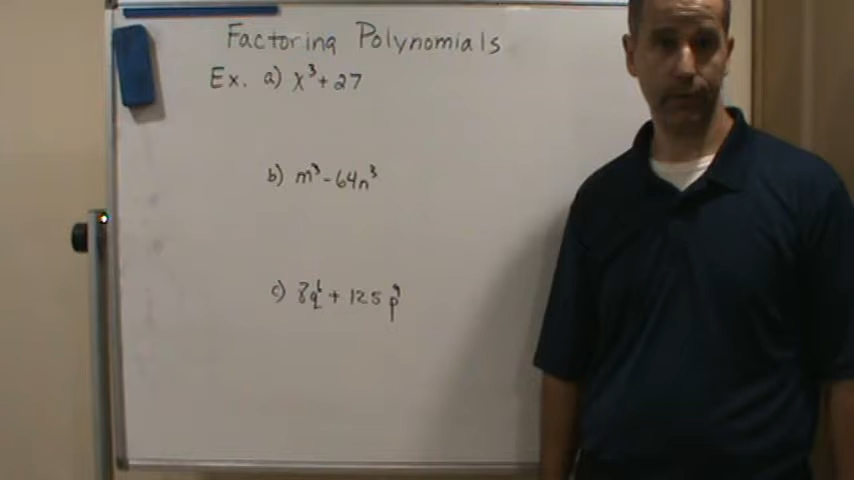 Factoring Polynomials
Ex. a) x³ + 27
b) m³ - 64n³
c) 8q⁶ + 125p⁹